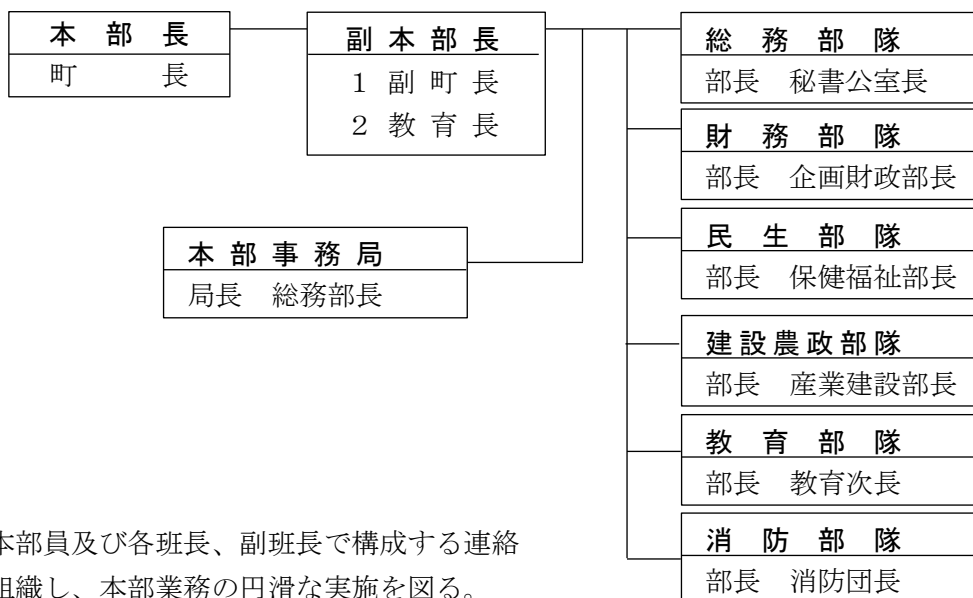 本部長
町長
副本部長
1 副町長
2 教育長
本部事務局
局長 総務部長
総務部隊
部長 秘書公室長
財務部隊
部長 企画財政部長
民生部隊
部長 保健福祉部長
建設農政部隊
部長 産業建設部長
教育部隊
部長 教育次長
消防部隊
部長 消防団長
本部員及び各班長、副班長で構成する連絡
組織し、本部業務の円滑な実施を図る。